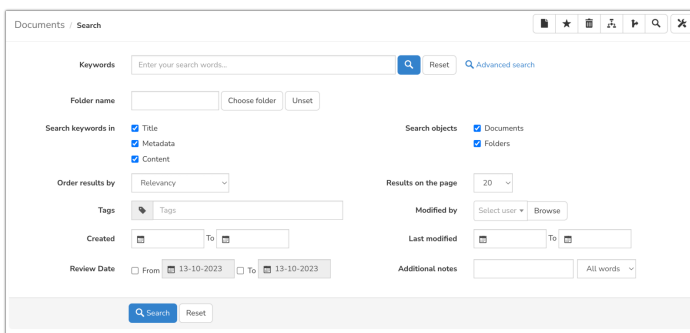 Documents / Search
Keywords Enter your search words... Reset Advanced search
Folder name Choose folder Unset
Search keywords in Title Search objects Documents
Metadata Folders
Content
Order results by Relevancy Results on the page 20
Tags Tags Modified by Select user Browse
Created To Last modified To
Review Date From 13-10-2023 To 13-10-2023 Additional notes All words
Search Reset